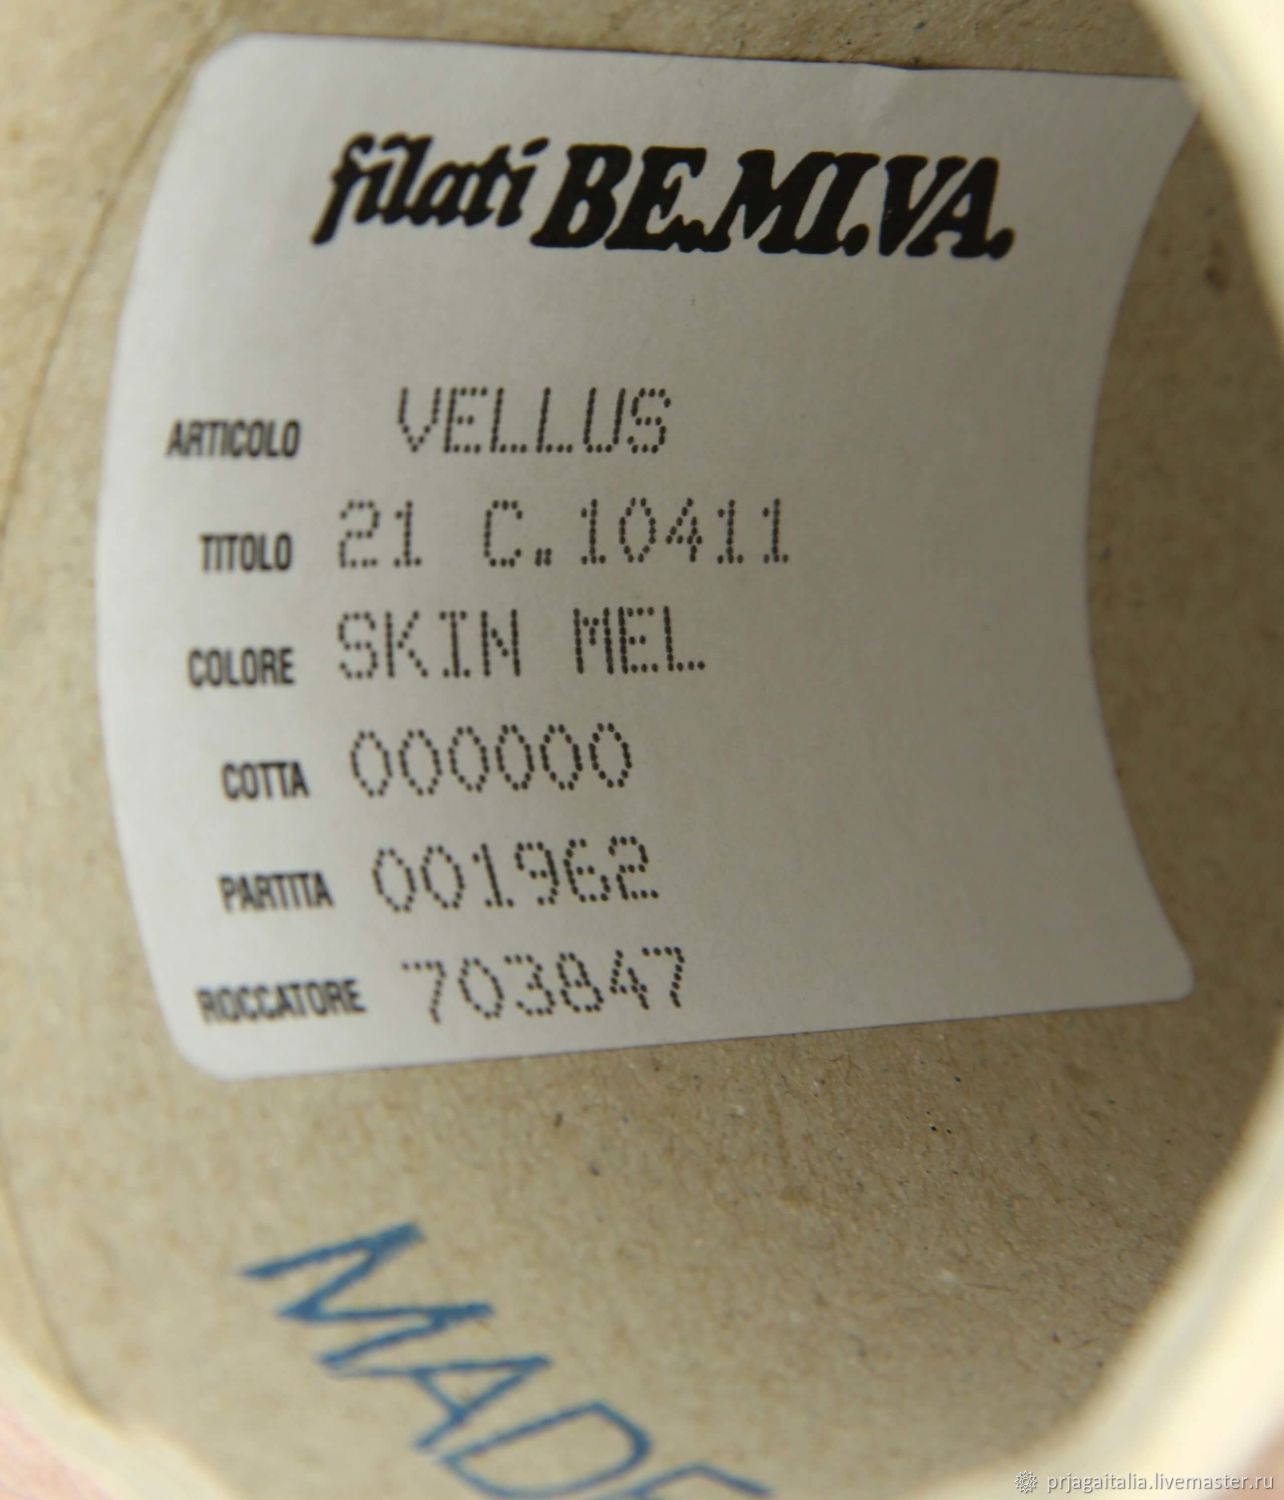 filati BE.MI.VA.
ARTICOLO VELLUS
TITOLO 21 C.10411
COLORE SKIN MEL
COTTA 000000
PARTITA 001962
ROCCATORE 703847
MADE
prjagaitalia.livemaster.ru